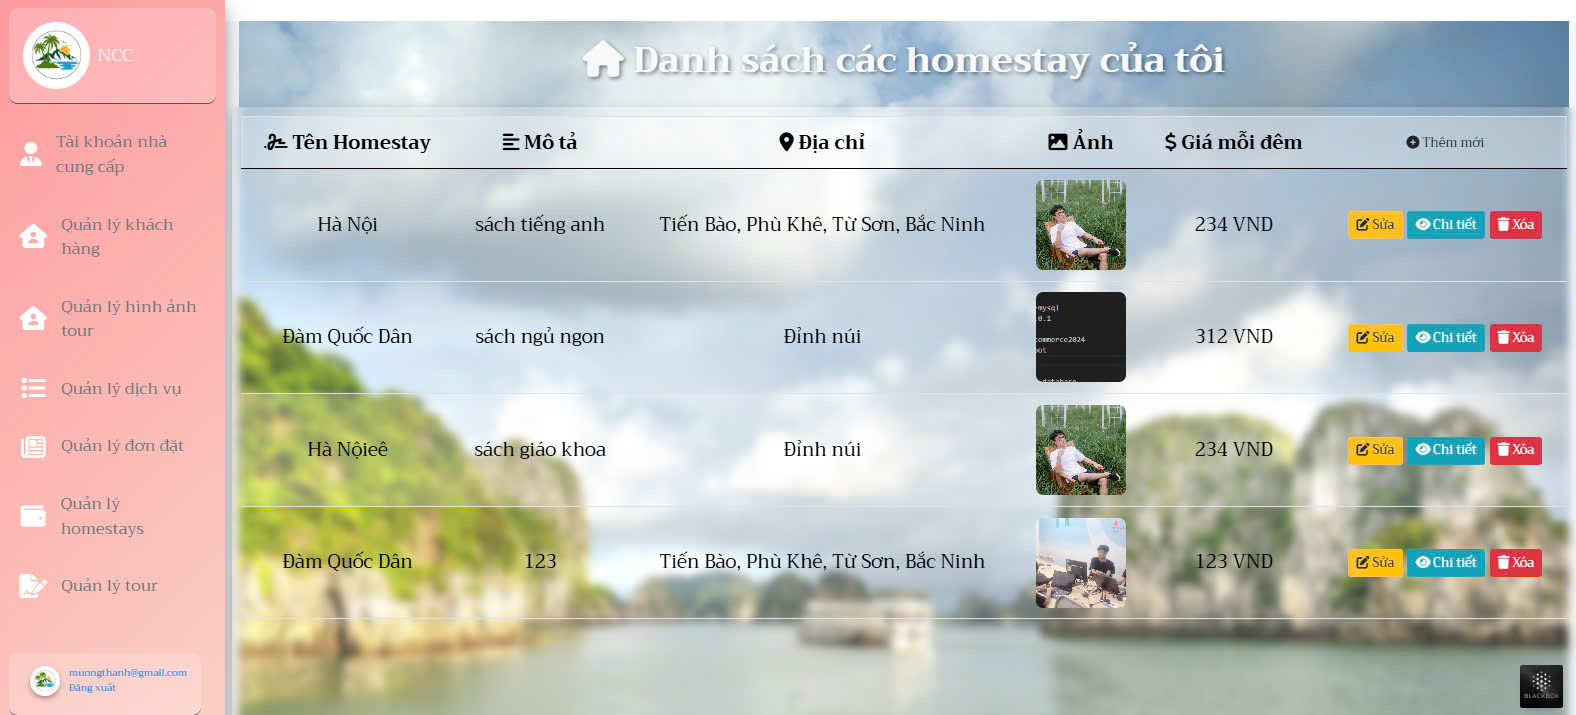 NCC
Tài khoản nhà
cung cấp
Quản lý khách
hàng
Quản lý hình ảnh
tour
Quản lý dịch vụ
Quản lý đơn đặt
Quản lý
homestays
Quản lý tour
muongthanh@gmail.com
Đăng xuất
Danh sách các homestay của tôi
Tên Homestay Mô tả Địa chỉ Ảnh Giá mỗi đêm Thêm mới
Hà Nội sách tiếng anh Tiến Bào, Phù Khê, Từ Sơn, Bắc Ninh 234 VND Sửa Chi tiết Xóa
mysql
0.1
commerce2024
oot
database
Đàm Quốc Dân sách ngủ ngon Đỉnh núi 312 VND Sửa Chi tiết Xóa
Hà Nộieê sách giáo khoa Đỉnh núi 234 VND Sửa Chi tiết Xóa
Đàm Quốc Dân 123 Tiến Bào, Phù Khê, Từ Sơn, Bắc Ninh 123 VND Sửa Chi tiết Xóa
BLACKBOX